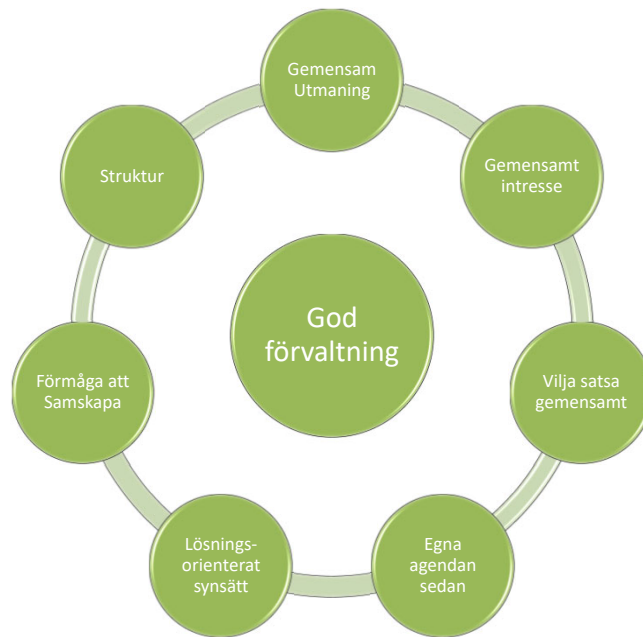 Gemensam
Utmaning
Gemensamt
intresse
Vilja satsa
gemensamt
Egna
agendan
sedan
Lösnings-
orienterat
synsätt
Förmåga att
Samskapa
Struktur
God
förvaltning